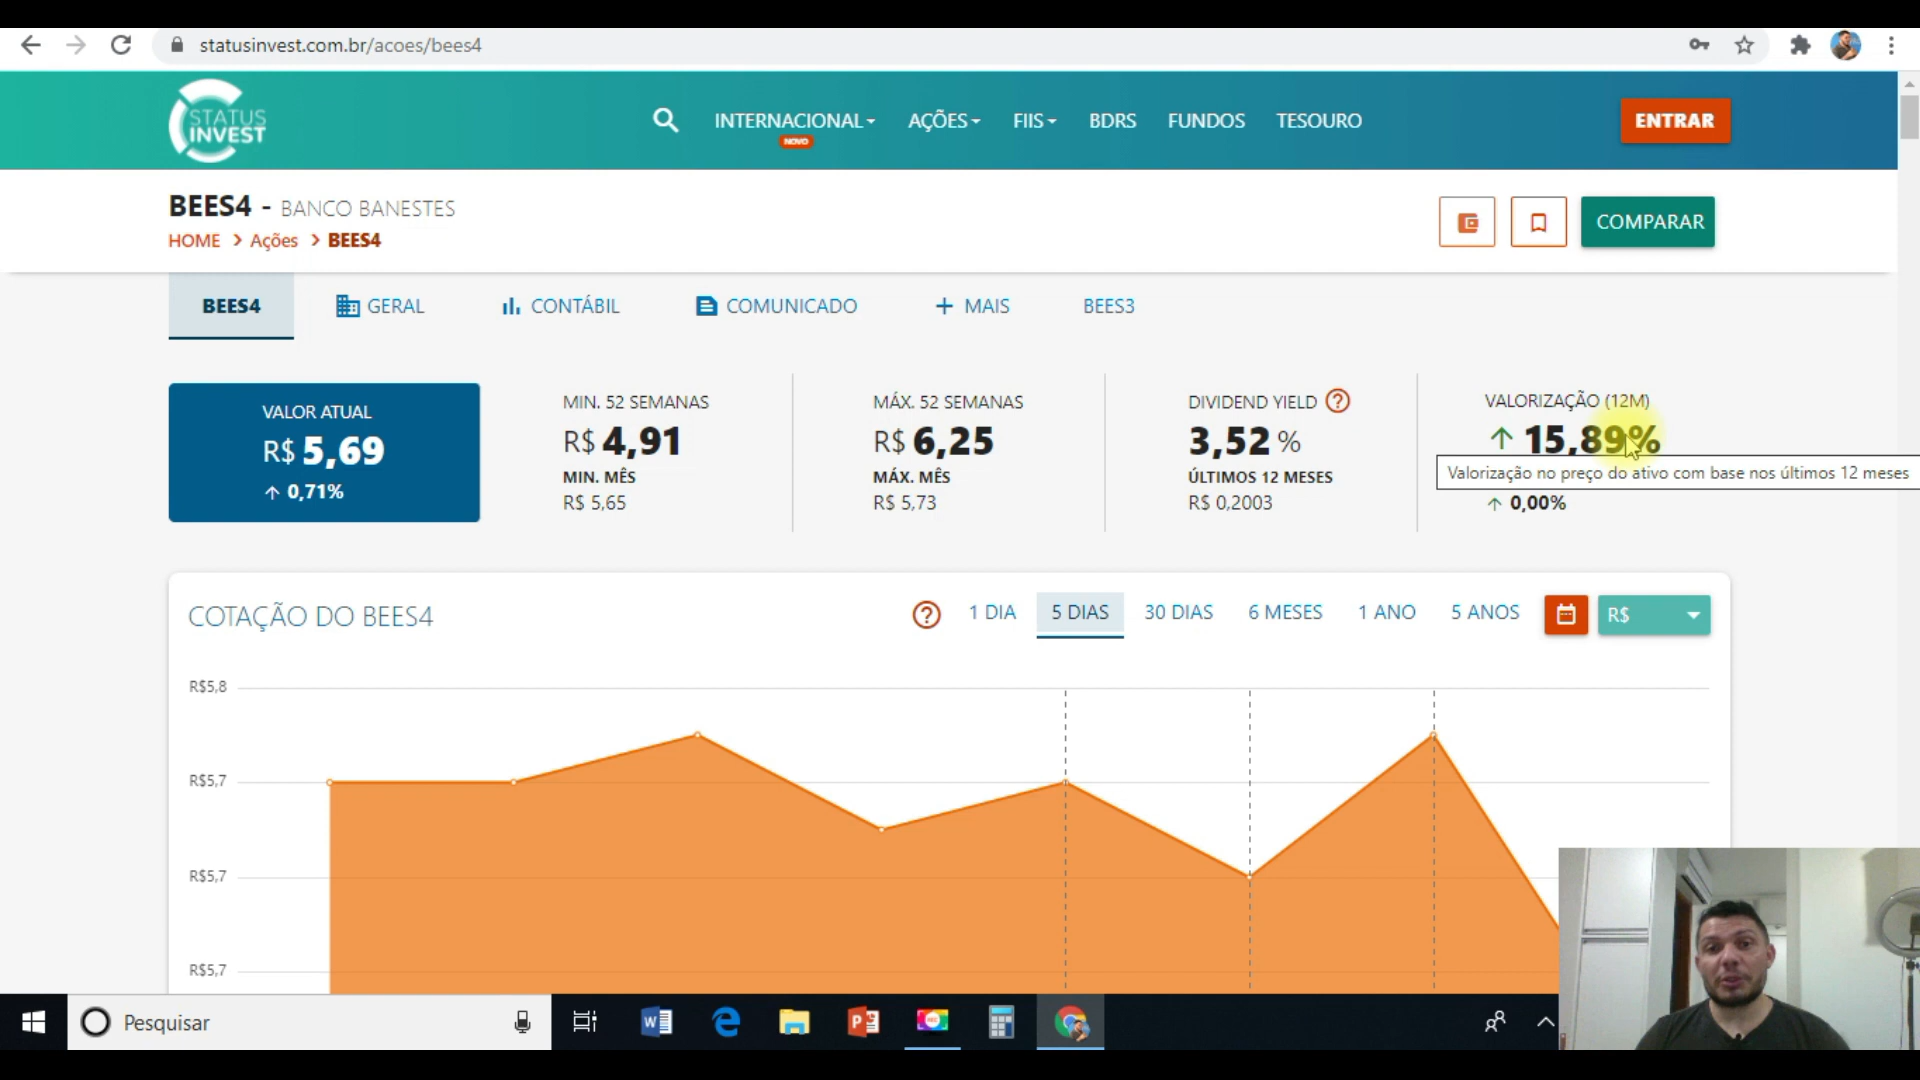 statusinvest.com.br/acoes/bees4
STATUS
INVEST
INTERNACIONAL
NOVO
AÇÕES
FIIS
BDRS
FUNDOS
TESOURO
ENTRAR
BEES4 - BANCO BANESTES
HOME > Ações > BEES4
COMPARAR
BEES4
GERAL
CONTÁBIL
COMUNICADO
+ MAIS
BEES3
VALOR ATUAL
R$ 5,69
↑ 0,71%
MIN. 52 SEMANAS
R$ 4,91
MIN. MÊS
R$ 5,65
MÁX. 52 SEMANAS
R$ 6,25
MÁX. MÊS
R$ 5,73
DIVIDEND YIELD ?
3,52 %
ÚLTIMOS 12 MESES
R$ 0,2003
VALORIZAÇÃO (12M)
↑ 15,89%
Valorização no preço do ativo com base nos últimos 12 meses
↑ 0,00%
COTAÇÃO DO BEES4
?
1 DIA
5 DIAS
30 DIAS
6 MESES
1 ANO
5 ANOS
R$
R$5,8
R$5,7
R$5,7
R$5,7
Pesquisar